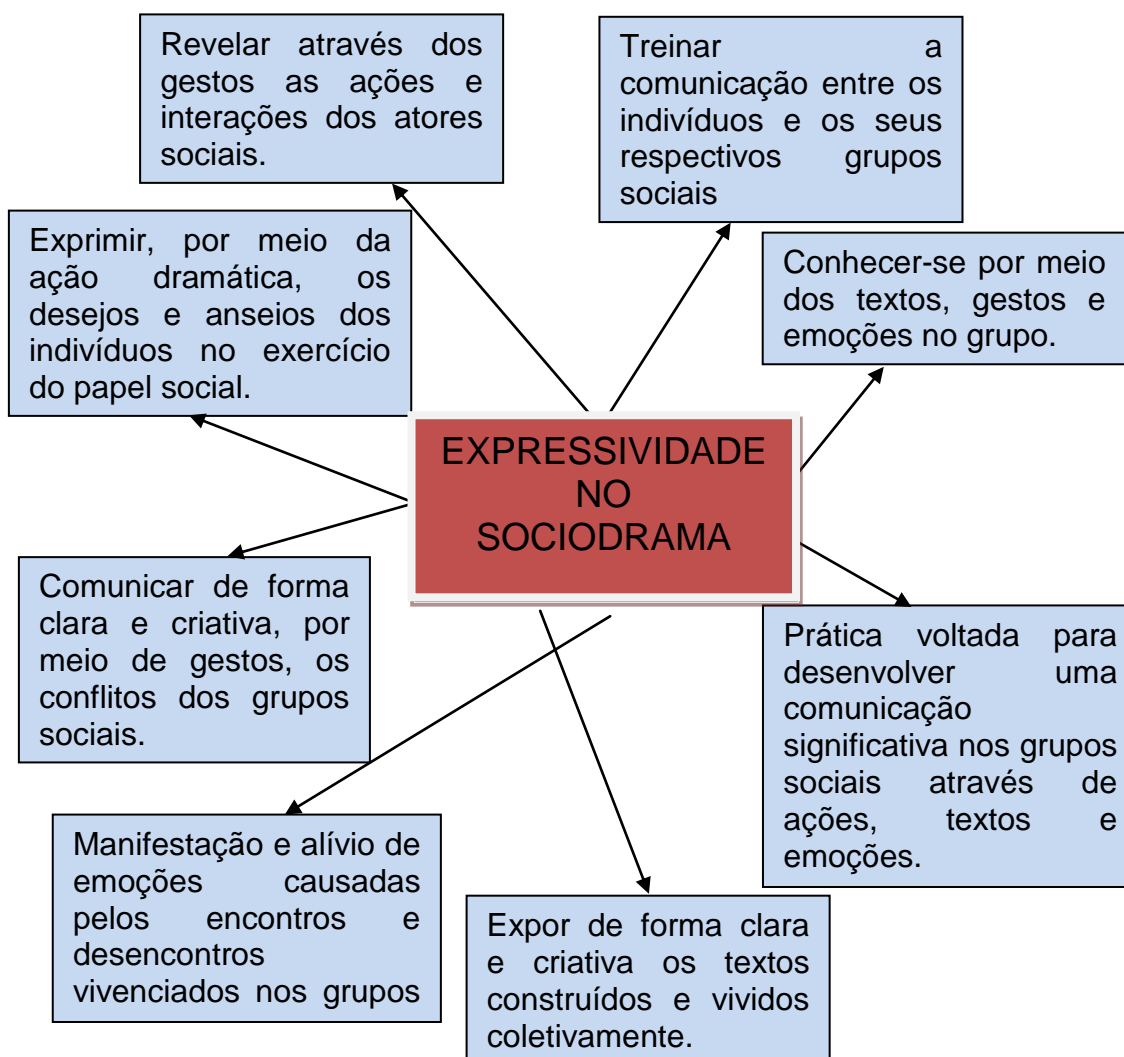 Revelar através dos
gestos as ações e
interações dos atores
sociais.
Treinar a
comunicação entre os
indivíduos e os seus
respectivos grupos
sociais
Exprimir, por meio da
ação dramática, os
desejos e anseios dos
indivíduos no exercício
do papel social.
Conhecer-se por meio
dos textos, gestos e
emoções no grupo.
EXPRESSIVIDADE
NO
SOCIODRAMA
Comunicar de forma
clara e criativa, por
meio de gestos, os
conflitos dos grupos
sociais.
Prática voltada para
desenvolver uma
comunicação
significativa nos grupos
sociais através de
ações, textos e
emoções.
Manifestação e alívio de
emoções causadas
pelos encontros e
desencontros
vivenciados nos grupos
Expor de forma clara
e criativa os textos
construídos e vividos
coletivamente.